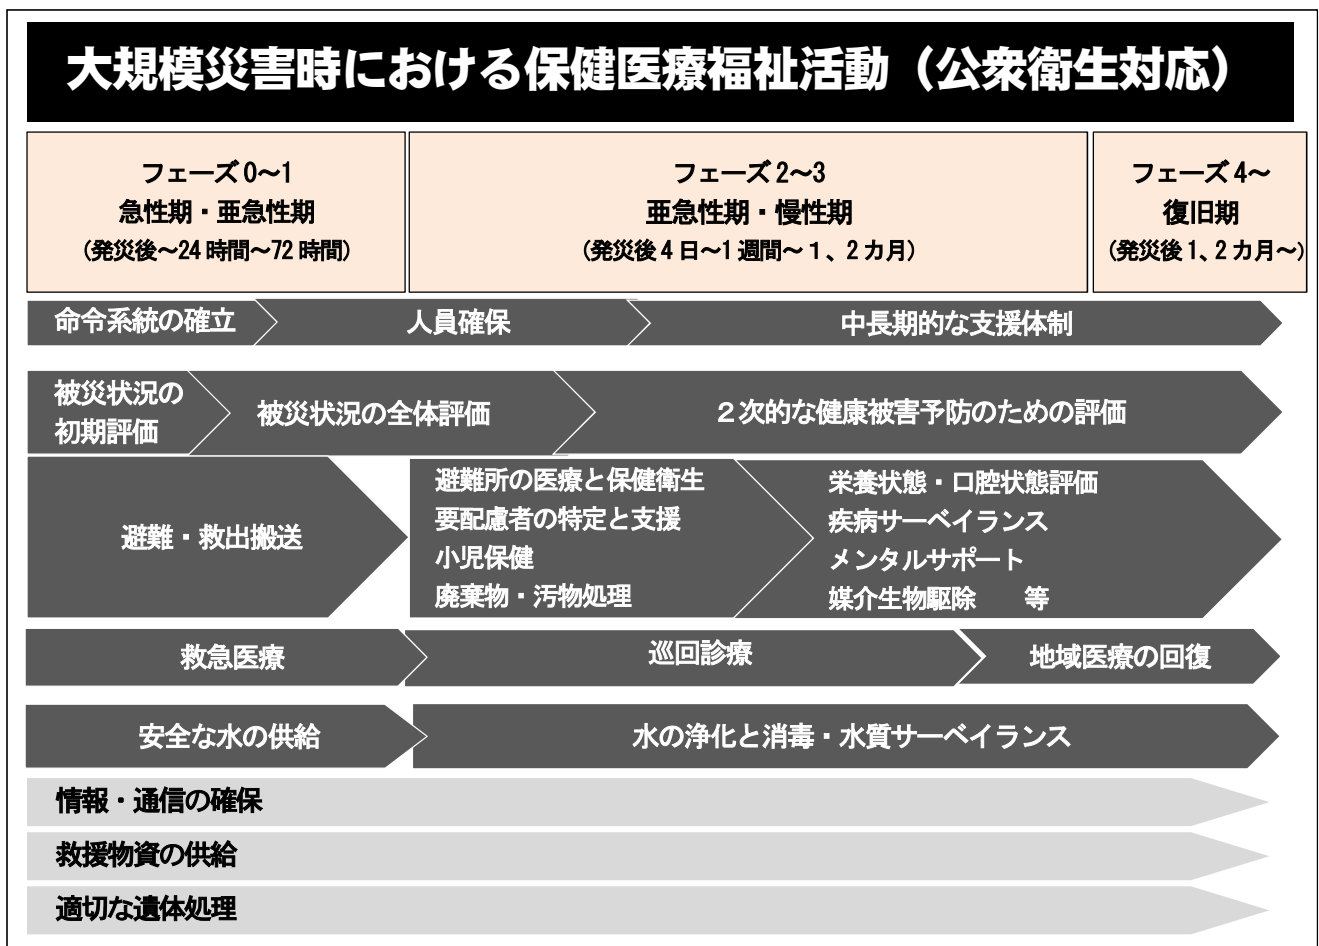 大規模災害時における保健医療福祉活動（公衆衛生対応）
フェーズ0～1
急性期・亜急性期
(発災後～24時間～72時間)
フェーズ2～3
亜急性期・慢性期
(発災後4日～1週間～１、2カ月)
フェーズ4～
復旧期
(発災後1、2カ月～)
命令系統の確立
人員確保
中長期的な支援体制
被災状況の
初期評価
被災状況の全体評価
２次的な健康被害予防のための評価
避難・救出搬送
避難所の医療と保健衛生
要配慮者の特定と支援
小児保健
廃棄物・汚物処理
栄養状態・口腔状態評価
疾病サーベイランス
メンタルサポート
媒介生物駆除　　等
救急医療
巡回診療
地域医療の回復
安全な水の供給
水の浄化と消毒・水質サーベイランス
情報・通信の確保
救援物資の供給
適切な遺体処理